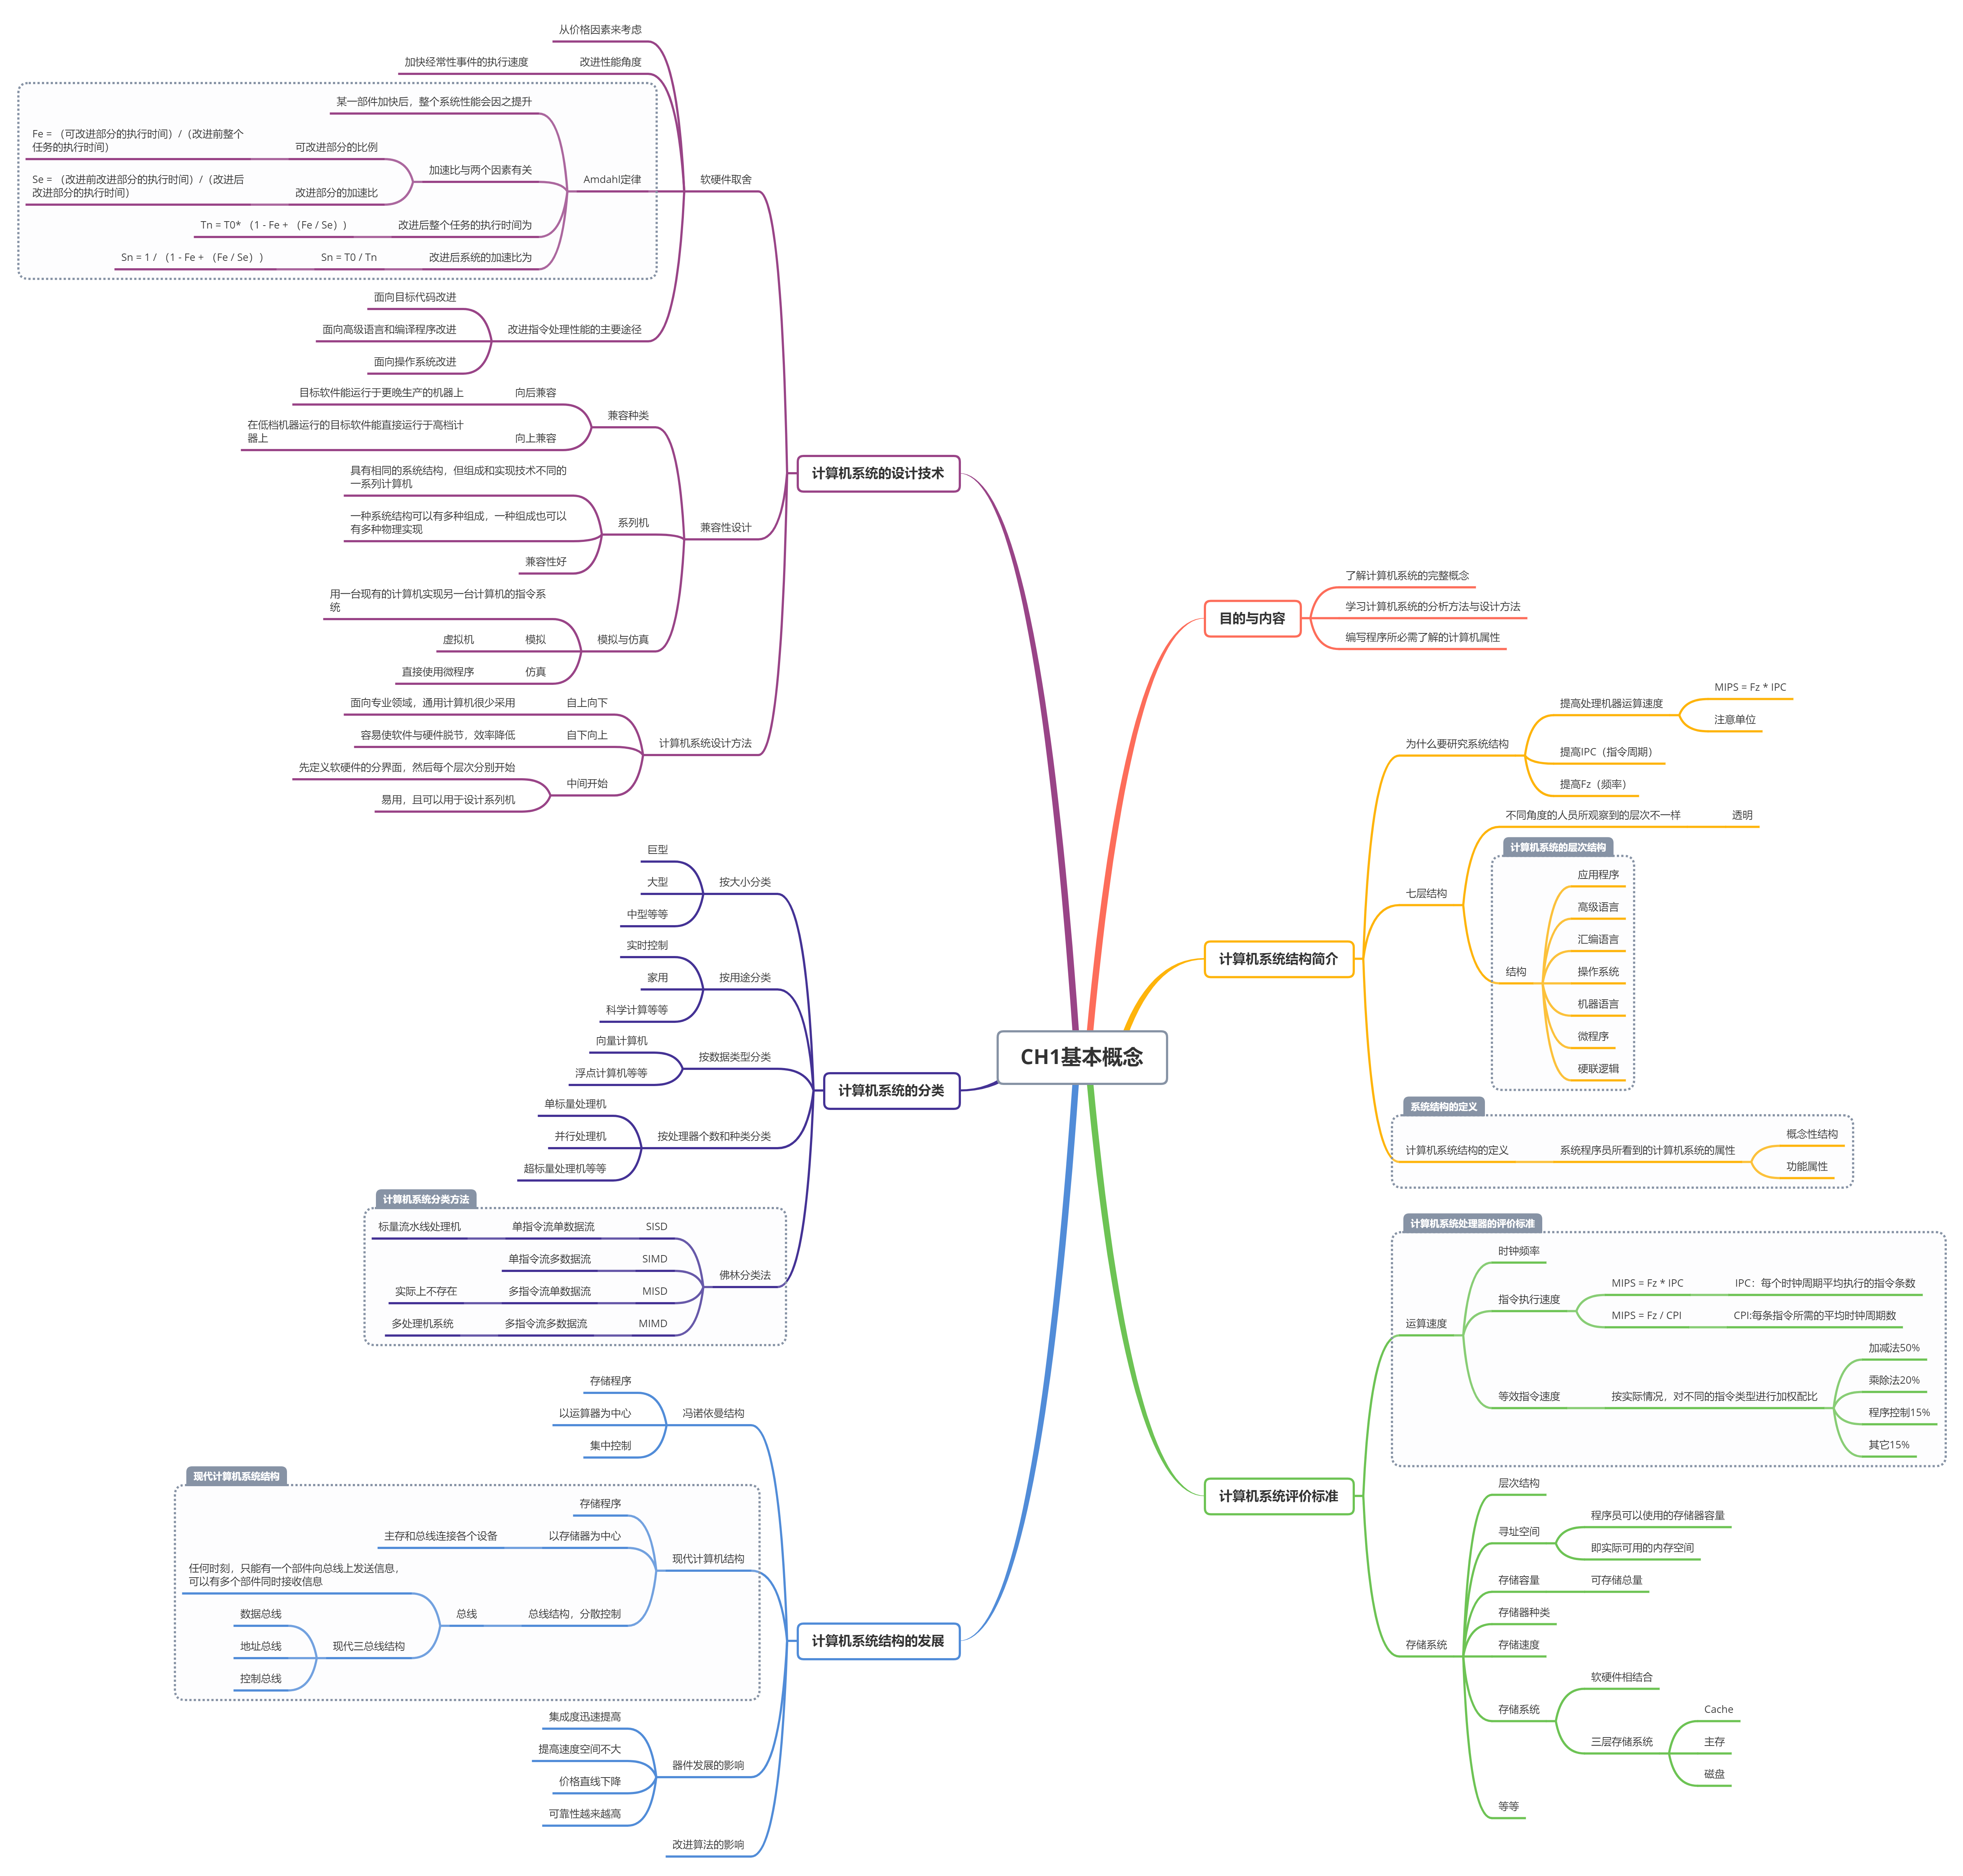 CH1基本概念
目的与内容
了解计算机系统的完整概念
学习计算机系统的分析方法与设计方法
编写程序所必需了解的计算机属性
计算机系统结构简介
为什么要研究系统结构
提高处理机器运算速度
MIPS = Fz * IPC
注意单位
提高IPC（指令周期）
提高Fz（频率）
七层结构
不同角度的人员所观察到的层次不一样
透明
计算机系统的层次结构
结构
应用程序
高级语言
汇编语言
操作系统
机器语言
微程序
硬联逻辑
系统结构的定义
计算机系统结构的定义
系统程序员所看到的计算机系统的属性
概念性结构
功能属性
计算机系统评价标准
计算机系统处理器的评价标准
运算速度
时钟频率
指令执行速度
MIPS = Fz * IPC
IPC：每个时钟周期平均执行的指令条数
MIPS = Fz / CPI
CPI:每条指令所需的平均时钟周期数
等效指令速度
按实际情况，对不同的指令类型进行加权配比
加减法50%
乘除法20%
程序控制15%
其它15%
存储系统
层次结构
寻址空间
程序员可以使用的存储器容量
即实际可用的内存空间
存储容量
可存储总量
存储器种类
存储速度
存储系统
软硬件相结合
三层存储系统
Cache
主存
磁盘
等等
计算机系统的设计技术
软硬件取舍
从价格因素来考虑
改进性能角度
加快经常性事件的执行速度
Amdahl定律
某一部件加快后，整个系统性能会因之提升
加速比与两个因素有关
可改进部分的比例
Fe = （可改进部分的执行时间）/（改进前整个
任务的执行时间）
改进部分的加速比
Se = （改进前改进部分的执行时间）/（改进后
改进部分的执行时间）
改进后整个任务的执行时间为
Tn = T0* （1 - Fe + （Fe / Se））
改进后系统的加速比为
Sn = T0 / Tn
Sn = 1 / （1 - Fe + （Fe / Se））
改进指令处理性能的主要途径
面向目标代码改进
面向高级语言和编译程序改进
面向操作系统改进
兼容性设计
兼容种类
向后兼容
目标软件能运行于更晚生产的机器上
向上兼容
在低档机器运行的目标软件能直接运行于高档计
器上
系列机
具有相同的系统结构，但组成和实现技术不同的
一系列计算机
一种系统结构可以有多种组成，一种组成也可以
有多种物理实现
兼容性好
模拟与仿真
用一台现有的计算机实现另一台计算机的指令系
统
模拟
虚拟机
仿真
直接使用微程序
计算机系统设计方法
自上向下
面向专业领域，通用计算机很少采用
自下向上
容易使软件与硬件脱节，效率降低
中间开始
先定义软硬件的分界面，然后每个层次分别开始
易用，且可以用于设计系列机
计算机系统的分类
按大小分类
巨型
大型
中型等等
按用途分类
实时控制
家用
科学计算等等
按数据类型分类
向量计算机
浮点计算机等等
按处理器个数和种类分类
单标量处理机
并行处理机
超标量处理机等等
计算机系统分类方法
佛林分类法
SISD
单指令流单数据流
标量流水线处理机
SIMD
单指令流多数据流
MISD
多指令流单数据流
实际上不存在
MIMD
多指令流多数据流
多处理机系统
计算机系统结构的发展
冯诺依曼结构
存储程序
以运算器为中心
集中控制
现代计算机系统结构
现代计算机结构
存储程序
以存储器为中心
主存和总线连接各个设备
总线结构，分散控制
总线
任何时刻，只能有一个部件向总线上发送信息，
可以有多个部件同时接收信息
现代三总线结构
数据总线
地址总线
控制总线
器件发展的影响
集成度迅速提高
提高速度空间不大
价格直线下降
可靠性越来越高
改进算法的影响